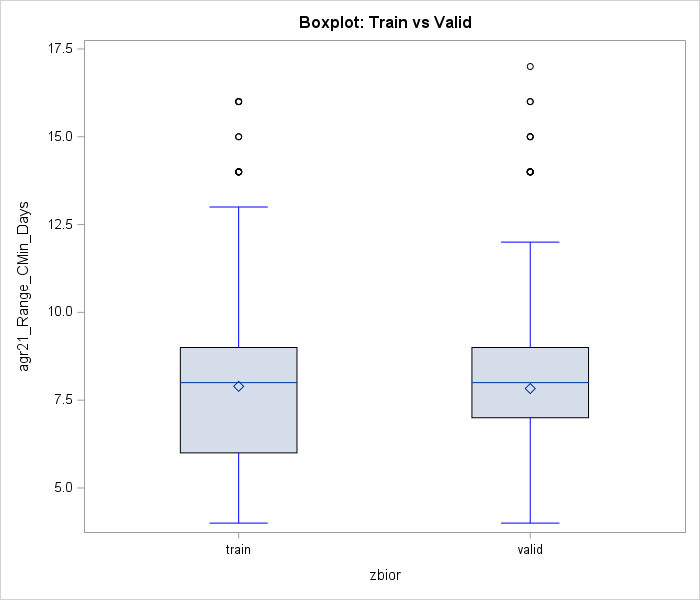 Boxplot: Train vs Valid
17.5
15.0
12.5
10.0
7.5
5.0
agr21_Range_CMin_Days
train
valid
zbior